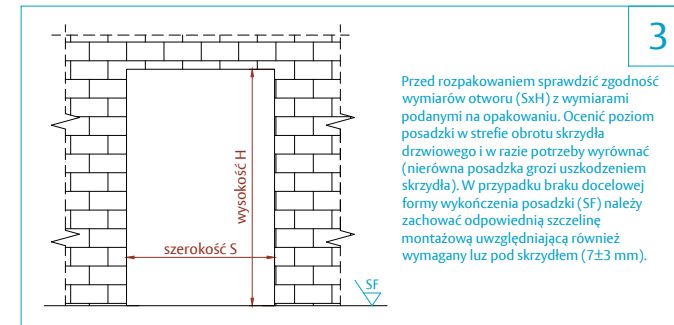 3
Przed rozpakowaniem sprawdzić zgodność
wymiarów otworu (SxH) z wymiarami
podanymi na opakowaniu. Ocenić poziom
posadzki w strefie obrotu skrzydła
drzwiowego i w razie potrzeby wyrównać
(nierówna posadzka grozi uszkodzeniem
skrzydła). W przypadku braku docelowej
formy wykończenia posadzki (SF) należy
zachować odpowiednią szczelinę
montażową uwzględniającą również
wymagany luz pod skrzydłem (7±3 mm).
wysokość H
szerokość S
SF